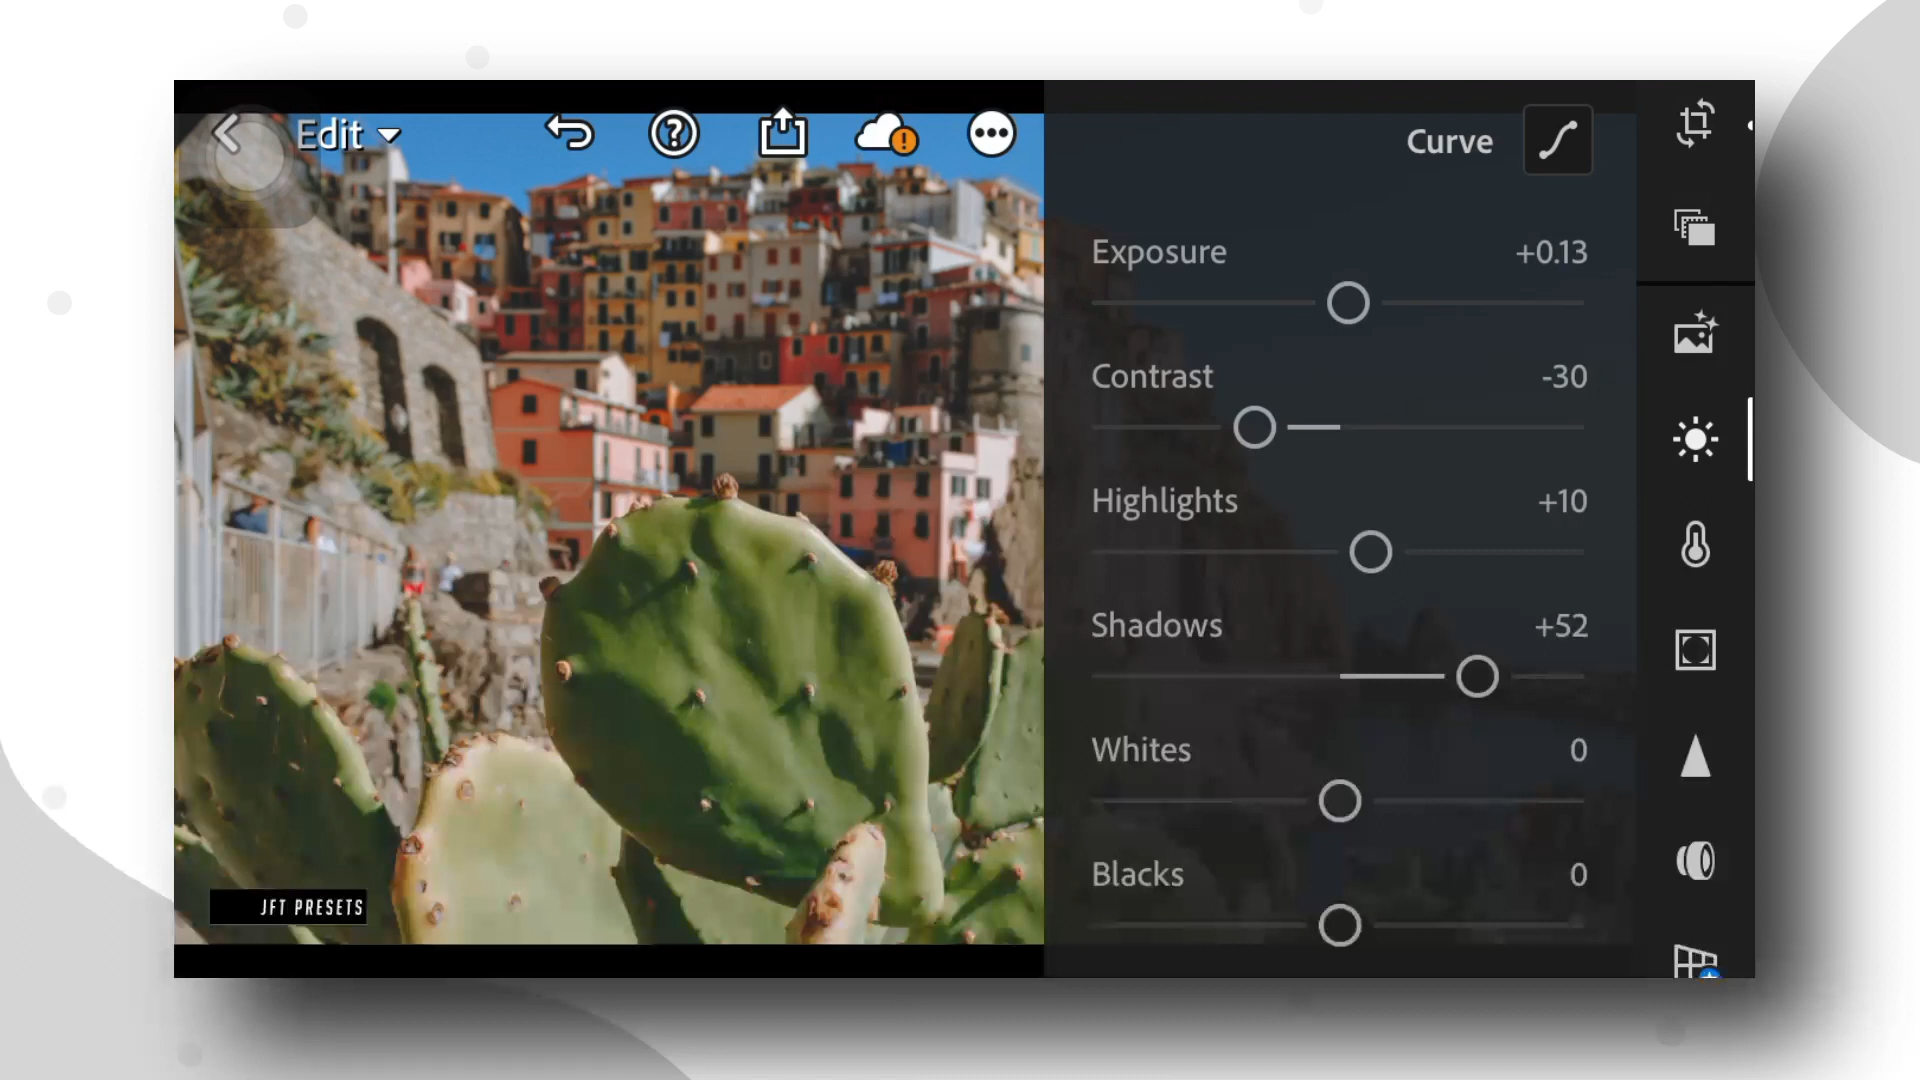 Edit
Curve
Exposure +0.13
Contrast -30
Highlights +10
Shadows +52
Whites 0
Blacks 0
JFT PRESETS